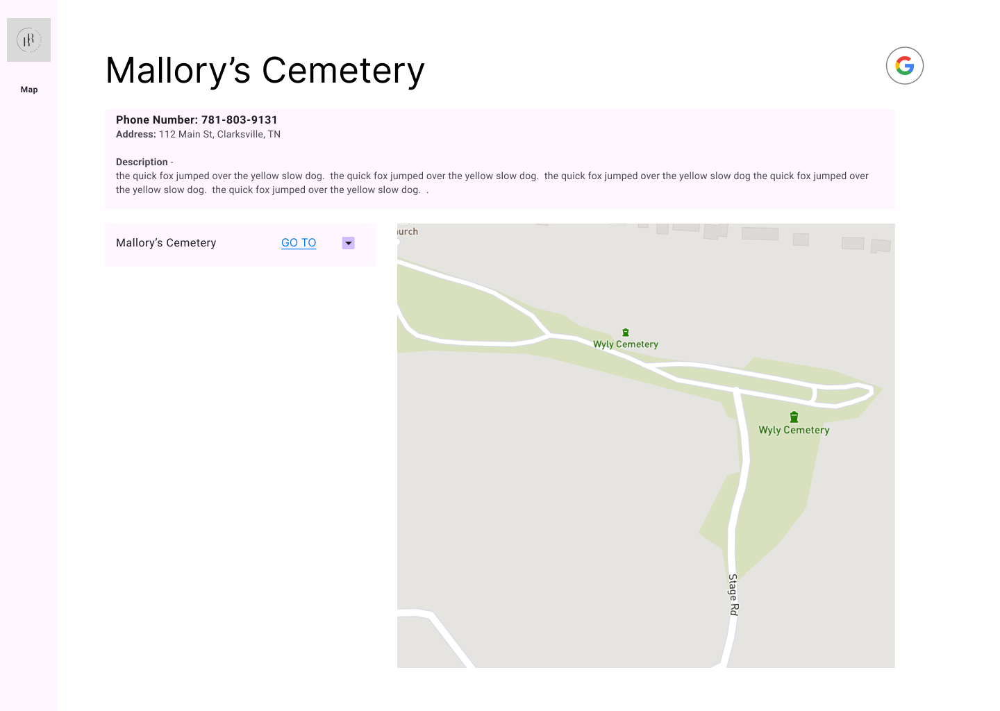 Map
Mallory’s Cemetery
Phone Number: 781-803-9131
Address: 112 Main St, Clarksville, TN
Description -
the quick fox jumped over the yellow slow dog.  the quick fox jumped over the yellow slow dog.  the quick fox jumped over the yellow slow dog the quick fox jumped over
the yellow slow dog.  the quick fox jumped over the yellow slow dog.  .
Mallory’s Cemetery
GO TO
urch
Wyly Cemetery
Wyly Cemetery
Stage Rd